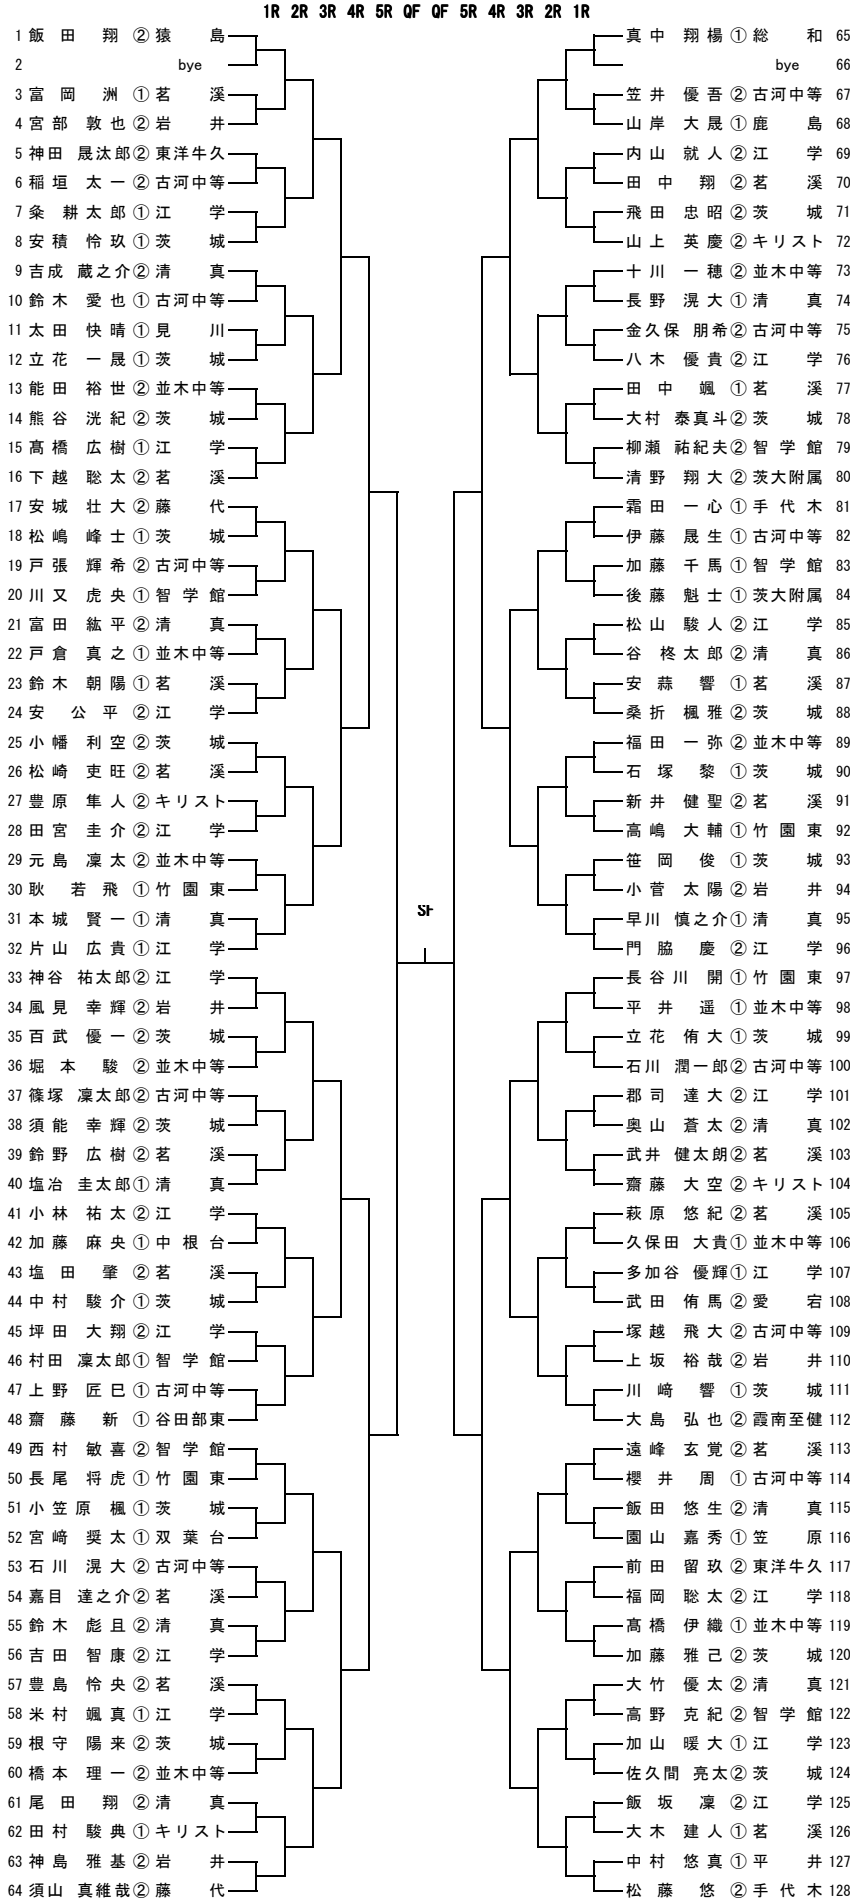 1R 2R 3R 4R 5R QF QF 5R 4R 3R 2R 1R
1 飯田 翔 ② 猿島
2 bye
3 富岡 洲 ① 茗溪
4 宮部 敦也 ② 岩井
5 神田 晟汰郎 ② 東洋牛久
6 稲垣 太一 ② 古河中等
7 粂 耕太郎 ① 江学
8 安積 怜玖 ① 茨城
9 吉成 蔵之介 ② 清真
10 鈴木 愛也 ① 古河中等
11 太田 快晴 ① 見川
12 立花 一晟 ① 茨城
13 能田 裕世 ② 並木中等
14 熊谷 洸紀 ② 茨城
15 髙橋 広樹 ① 江学
16 下越 聡太 ② 茗溪
17 安城 壮大 ② 藤代
18 松嶋 峰士 ① 茨城
19 戸張 輝希 ② 古河中等
20 川又 虎央 ① 智学館
21 富田 紘平 ② 清真
22 戸倉 真之 ① 並木中等
23 鈴木 朝陽 ① 茗溪
24 安 公平 ② 江学
25 小幡 利空 ② 茨城
26 松崎 吏旺 ② 茗溪
27 豊原 隼人 ② キリスト
28 田宮 圭介 ② 江学
29 元島 凜太 ② 並木中等
30 耿 若飛 ① 竹園東
31 本城 賢一 ① 清真
32 片山 広貴 ① 江学
33 神谷 祐太郎 ② 江学
34 風見 幸輝 ② 岩井
35 百武 優一 ② 茨城
36 堀本 駿 ② 並木中等
37 篠塚 凜太郎 ② 古河中等
38 須能 幸輝 ② 茨城
39 鈴野 広樹 ② 茗溪
40 塩冶 圭太郎 ① 清真
41 小林 祐太 ② 江学
42 加藤 麻央 ① 中根台
43 塩田 肇 ② 茗溪
44 中村 駿介 ① 茨城
45 坪田 大翔 ② 江学
46 村田 凜太郎 ① 智学館
47 上野 匠巳 ① 古河中等
48 齋藤 新 ① 谷田部東
49 西村 敏喜 ② 智学館
50 長尾 将虎 ① 竹園東
51 小笠原 楓 ① 茨城
52 宮﨑 奨太 ① 双葉台
53 石川 滉大 ② 古河中等
54 嘉目 達之介 ② 茗溪
55 鈴木 彪且 ② 清真
56 吉田 智康 ② 江学
57 豊島 怜央 ② 茗溪
58 米村 颯真 ① 江学
59 根守 陽来 ② 茨城
60 橋本 理一 ② 並木中等
61 尾田 翔 ② 清真
62 田村 駿典 ① キリスト
63 神島 雅基 ② 岩井
64 須山 真維哉 ② 藤代
SF
真中 翔楊 ① 総和 65
bye 66
笠井 優吾 ② 古河中等 67
山岸 大晟 ① 鹿島 68
内山 就人 ② 江学 69
田中 翔 ② 茗溪 70
飛田 忠昭 ② 茨城 71
山上 英慶 ② キリスト 72
十川 一穂 ② 並木中等 73
長野 滉大 ① 清真 74
金久保 朋希 ② 古河中等 75
八木 優貴 ② 江学 76
田中 颯 ① 茗溪 77
大村 泰真斗 ② 茨城 78
柳瀬 祐紀夫 ② 智学館 79
清野 翔大 ② 茨大附属 80
霜田 一心 ① 手代木 81
伊藤 晟生 ① 古河中等 82
加藤 千馬 ① 智学館 83
後藤 魁士 ① 茨大附属 84
松山 駿人 ② 江学 85
谷 柊太郎 ② 清真 86
安蒜 響 ① 茗溪 87
桑折 楓雅 ② 茨城 88
福田 一弥 ② 並木中等 89
石塚 黎 ① 茨城 90
新井 健聖 ② 茗溪 91
高嶋 大輔 ① 竹園東 92
笹岡 俊 ① 茨城 93
小菅 太陽 ② 岩井 94
早川 慎之介 ① 清真 95
門脇 慶 ② 江学 96
長谷川 開 ① 竹園東 97
平井 遥 ① 並木中等 98
立花 侑大 ① 茨城 99
石川 潤一郎 ② 古河中等 100
郡司 達大 ② 江学 101
奥山 蒼太 ② 清真 102
武井 健太朗 ② 茗溪 103
齋藤 大空 ② キリスト 104
萩原 悠紀 ② 茗溪 105
久保田 大貴 ① 並木中等 106
多加谷 優輝 ① 江学 107
武田 侑馬 ② 愛宕 108
塚越 飛大 ② 古河中等 109
上坂 裕哉 ② 岩井 110
川﨑 響 ① 茨城 111
大島 弘也 ② 霞南至健 112
遠峰 玄覚 ② 茗溪 113
櫻井 周 ① 古河中等 114
飯田 悠生 ② 清真 115
園山 嘉秀 ① 笠原 116
前田 留玖 ② 東洋牛久 117
福岡 聡太 ② 江学 118
髙橋 伊織 ① 並木中等 119
加藤 雅己 ② 茨城 120
大竹 優太 ② 清真 121
高野 克紀 ② 智学館 122
加山 暖大 ① 江学 123
佐久間 亮太 ② 茨城 124
飯坂 凜 ② 江学 125
大木 建人 ① 茗溪 126
中村 悠真 ① 平井 127
松藤 悠 ② 手代木 128